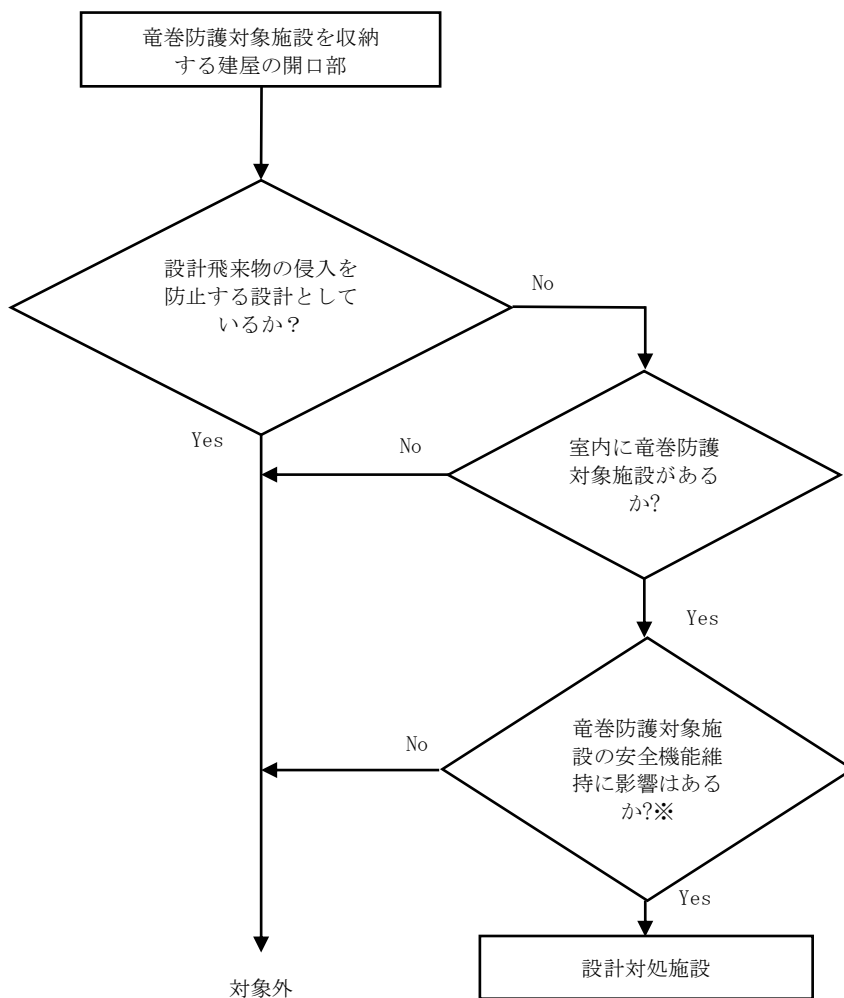 竜巻防護対象施設を収納
する建屋の開口部
設計飛来物の侵入を
防止する設計として
いるか？
No
Yes
No
室内に竜巻防護
対象施設がある
か?
Yes
No
竜巻防護対象施
設の安全機能維
持に影響はある
か?※
Yes
対象外
設計対処施設